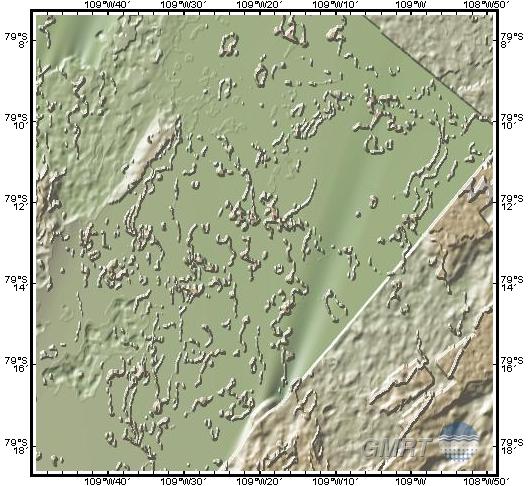 109°W40′ 109°W30′ 109°W20′ 109°W10′ 109°W 108°W50′
79°S 8′ 79°S 8′
79°S 10′ 79°S 10′
79°S 12′ 79°S 12′
79°S 14′ 79°S 14′
79°S 16′ 79°S 16′
79°S 18′ 79°S 18′
GMRT
109°W40′ 109°W30′ 109°W20′ 109°W10′ 109°W 108°W50′